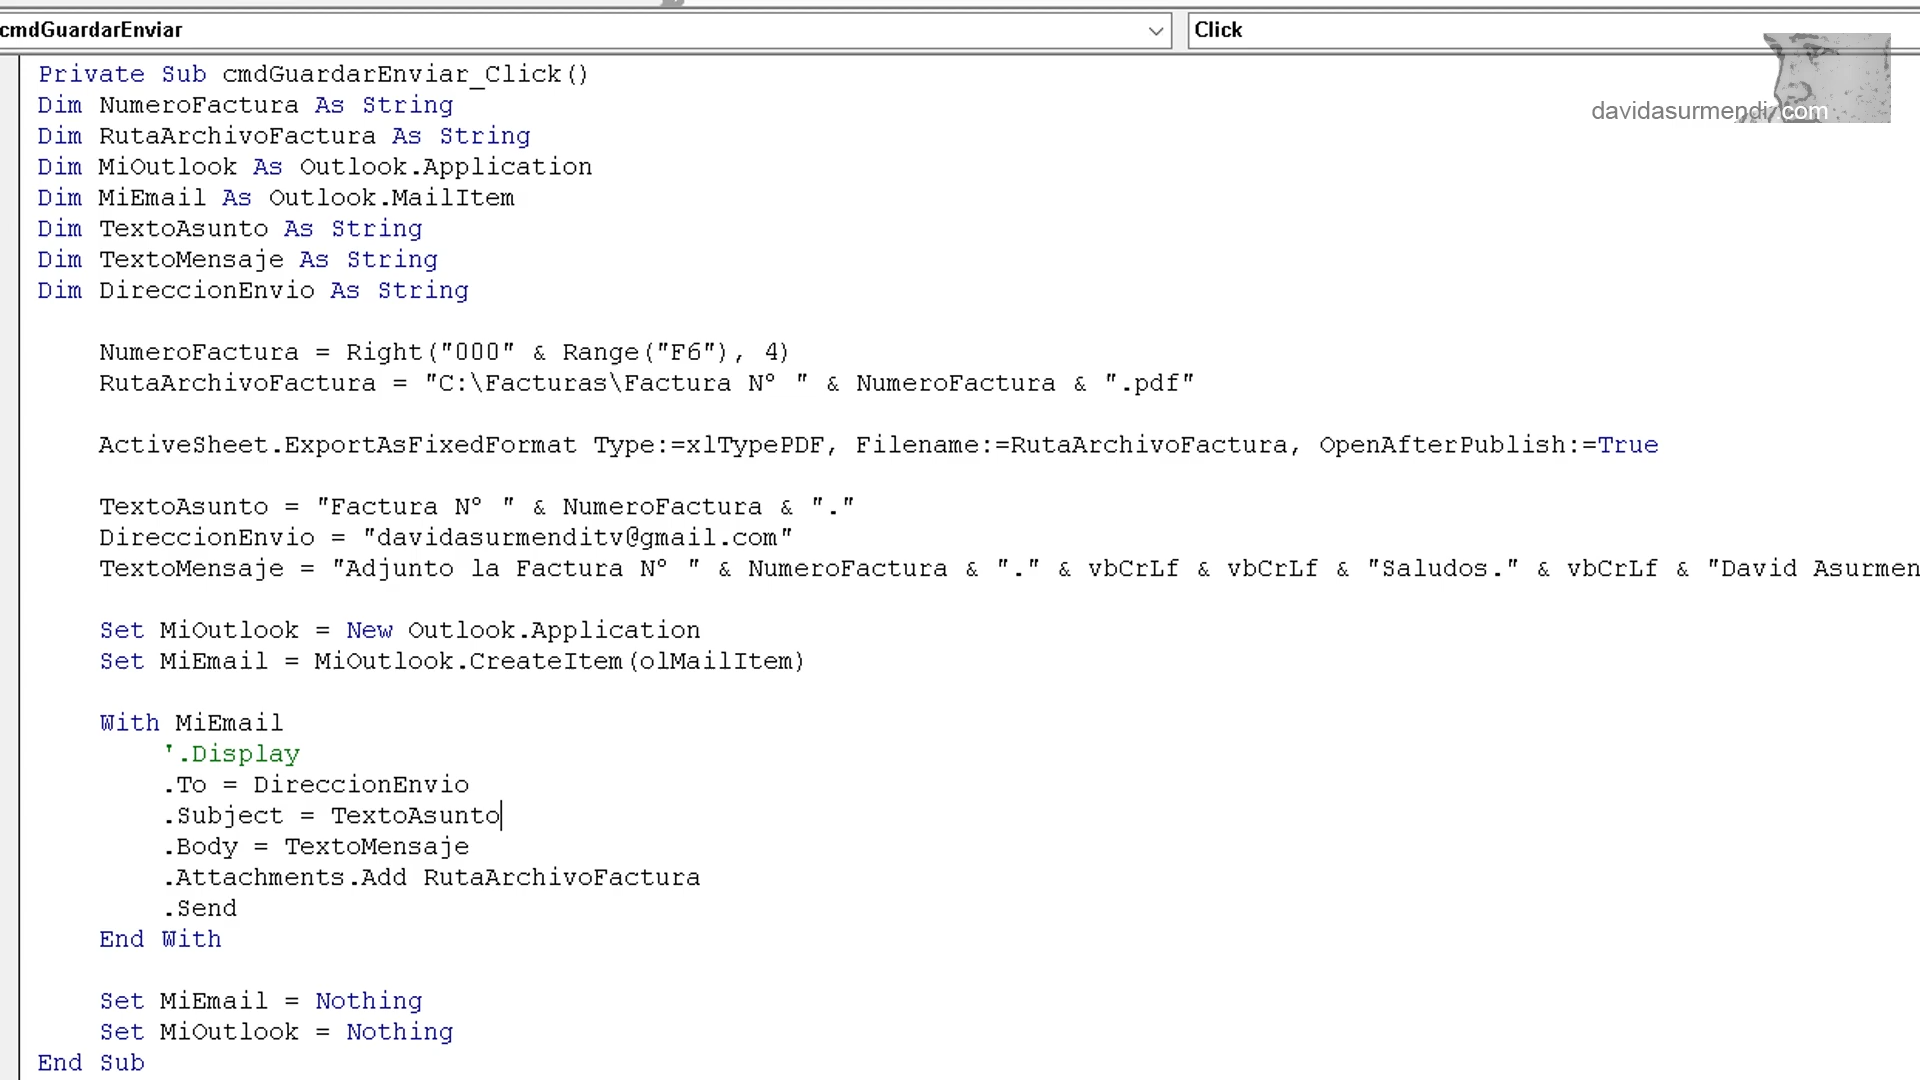 cmdGuardarEnviar
Click
davidasurmendi.com
Private Sub cmdGuardarEnviar_Click()
Dim NumeroFactura As String
Dim RutaArchivoFactura As String
Dim MiOutlook As Outlook.Application
Dim MiEmail As Outlook.MailItem
Dim TextoAsunto As String
Dim TextoMensaje As String
Dim DireccionEnvio As String
NumeroFactura = Right("000" & Range("F6"), 4)
RutaArchivoFactura = "C:\Facturas\Factura Nº " & NumeroFactura & ".pdf"
ActiveSheet.ExportAsFixedFormat Type:=xlTypePDF, Filename:=RutaArchivoFactura, OpenAfterPublish:=True
TextoAsunto = "Factura Nº " & NumeroFactura & "."
DireccionEnvio = "davidasurmenditv@gmail.com"
TextoMensaje = "Adjunto la Factura Nº " & NumeroFactura & "." & vbCrLf & vbCrLf & "Saludos." & vbCrLf & "David Asurmen
Set MiOutlook = New Outlook.Application
Set MiEmail = MiOutlook.CreateItem(olMailItem)
With MiEmail
'.Display
.To = DireccionEnvio
.Subject = TextoAsunto
.Body = TextoMensaje
.Attachments.Add RutaArchivoFactura
.Send
End With
Set MiEmail = Nothing
Set MiOutlook = Nothing
End Sub